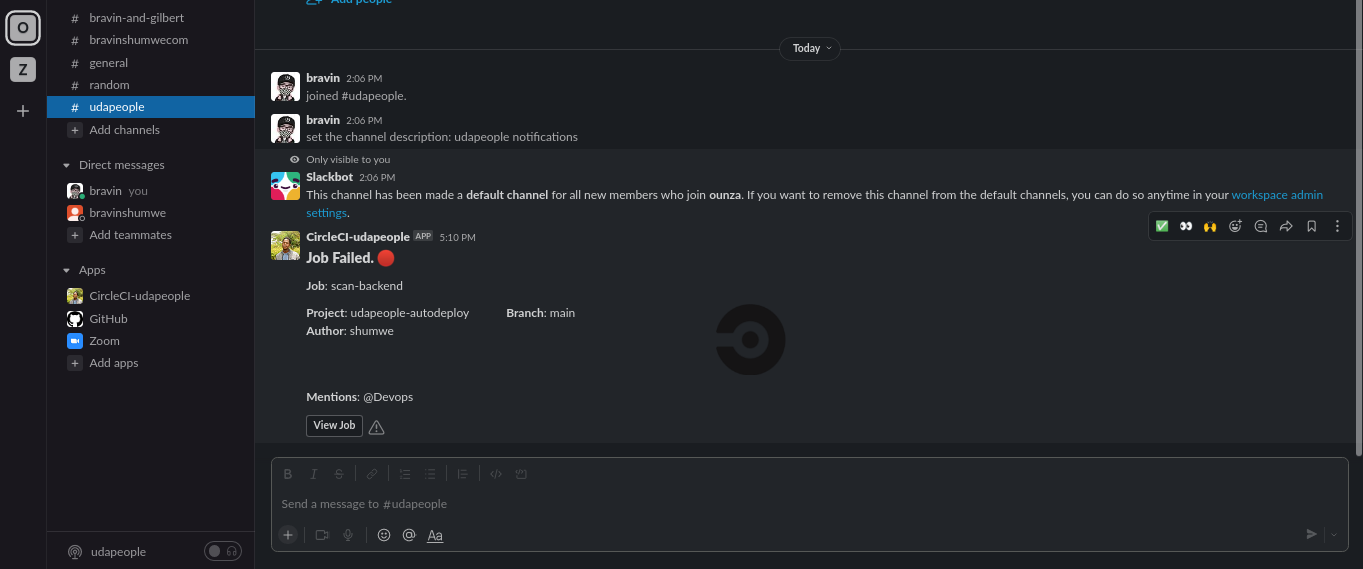 O
Z
# bravin-and-gilbert
# bravinshumwecom
# general
# random
# udapeople
+ Add channels
Direct messages
bravin you
bravinshumwe
+ Add teammates
Apps
CircleCI-udapeople
GitHub
Zoom
+ Add apps
udapeople
Add people
Today
bravin 2:06 PM
joined #udapeople.
bravin 2:06 PM
set the channel description: udapeople notifications
Only visible to you
Slackbot 2:06 PM
This channel has been made a default channel for all new members who join ounza. If you want to remove this channel from the default channels, you can do so anytime in your workspace admin
settings.
CircleCI-udapeople APP 5:10 PM
Job Failed. 🔴
Job: scan-backend
Project: udapeople-autodeploy Branch: main
Author: shumwe
Mentions: @Devops
View Job
B I S
Send a message to #udapeople
+ @ Aa